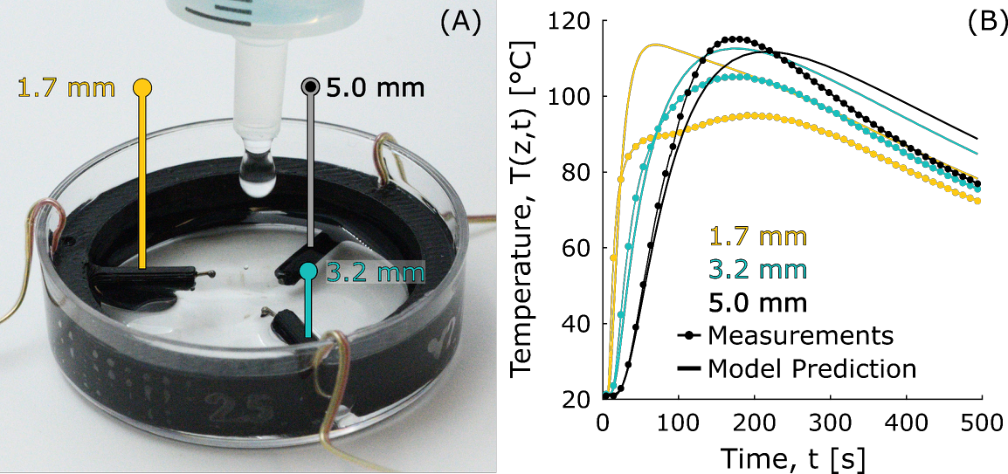 (A)
1.7 mm
5.0 mm
3.2 mm
25
(B)
Temperature, T(z,t) [°C]
120
100
80
60
40
20
1.7 mm
3.2 mm
5.0 mm
Measurements
Model Prediction
0
100
200
300
400
500
Time, t [s]